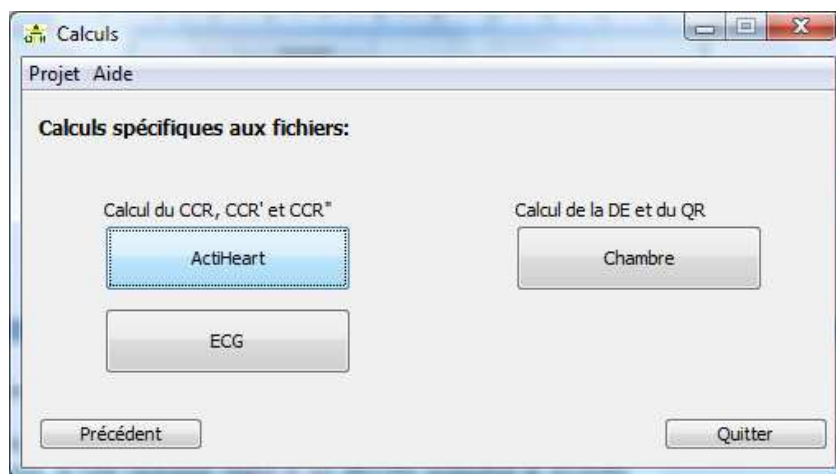 Calculs
Projet Aide
Calculs spécifiques aux fichiers:
Calcul du CCR, CCR' et CCR"
ActiHeart
ECG
Calcul de la DE et du QR
Chambre
Précédent
Quitter